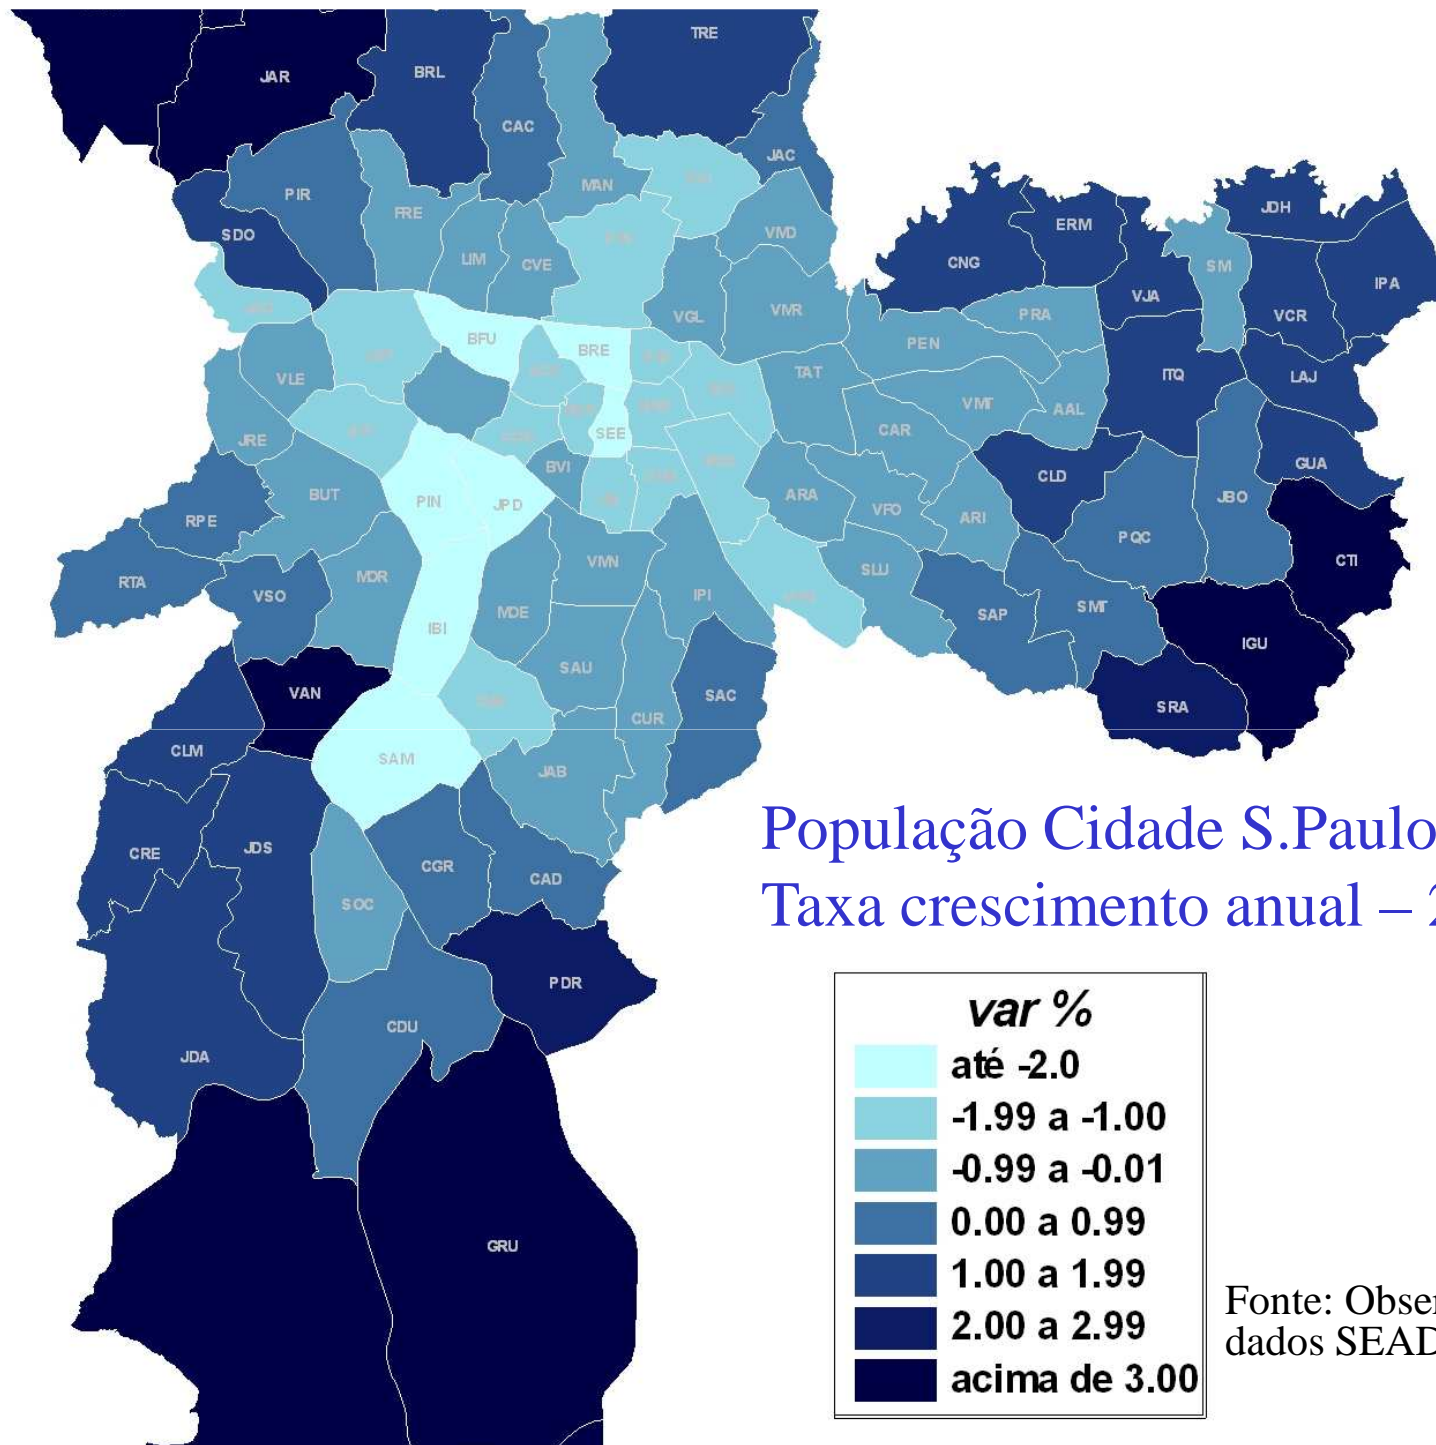 TRE
JAR
BRL
CAC
JAC
MAN
PIR
FRE
SDO
VMD
LIM
CVE
ERM
JDH
CNG
SM
IPA
VJA
VGL
VMR
PRA
VCR
BFU
BRE
PEN
VLE
TAT
ITQ
LAJ
VMT
AAL
CAR
JRE
SEE
GUA
BVI
CLD
BUT
PIN
JPD
ARA
VFO
ARI
JBO
RPE
PQC
RTA
MDR
VMN
SLU
CTI
VSO
IPI
MDE
SAP
SMT
IBI
IGU
SAU
VAN
SAC
SRA
CUR
CLM
SAM
JAB
População Cidade S.Paulo
CRE
JDS
CGR
CAD
Taxa crescimento anual –
SOC
PDR
CDU
JDA
GRU
var %
até -2.0
-1.99 a -1.00
-0.99 a -0.01
0.00 a 0.99
1.00 a 1.99
2.00 a 2.99
acima de 3.00
Fonte: Obser
dados SEAD